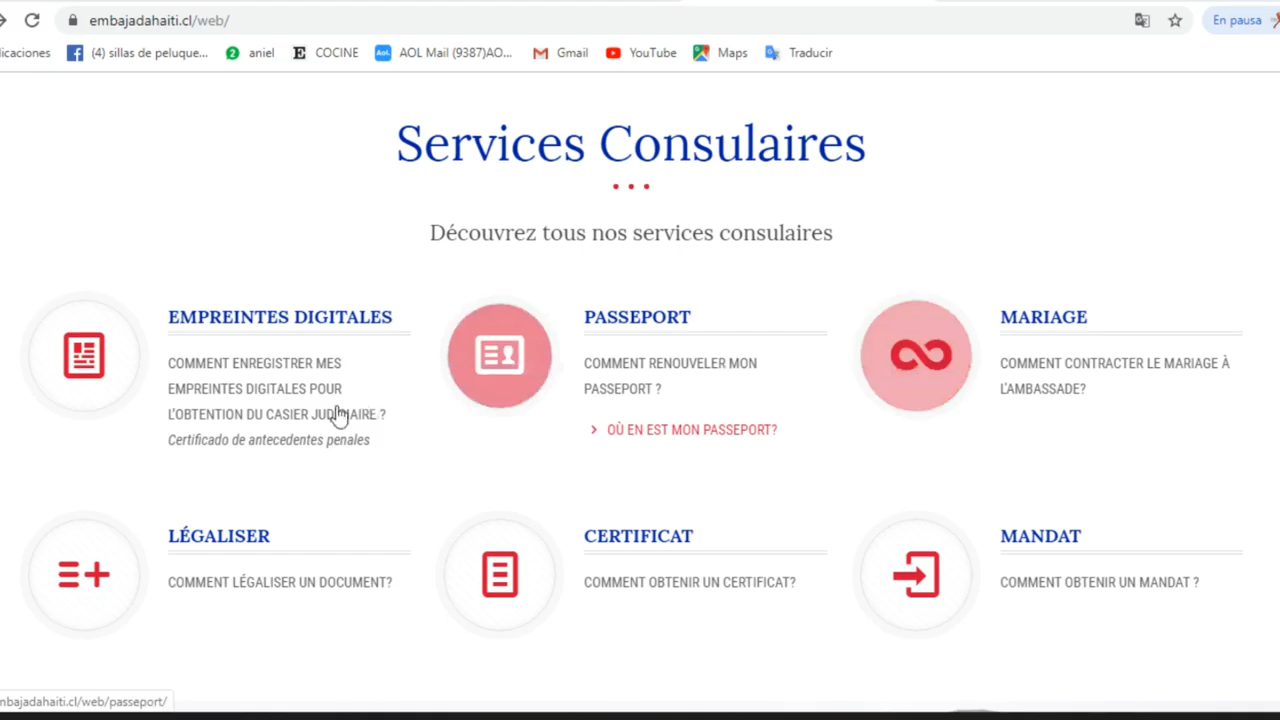 embajadahaiti.cl/web/
En pausa
(4) sillas de peluque...
2
aniel
E
COCINE
Aol.
AOL Mail (9387)AO...
Gmail
YouTube
Maps
Traducir
Services Consulaires
Découvrez tous nos services consulaires
EMPREINTES DIGITALES
COMMENT ENREGISTRER MES
EMPREINTES DIGITALES POUR
L'OBTENTION DU CASIER JUDICIAIRE ?
Certificado de antecedentes penales
PASSEPORT
COMMENT RENOUVELER MON
PASSEPORT ?
OÙ EN EST MON PASSEPORT?
MARIAGE
COMMENT CONTRACTER LE MARIAGE À
L'AMBASSADE?
LÉGALISER
COMMENT LÉGALISER UN DOCUMENT?
CERTIFICAT
COMMENT OBTENIR UN CERTIFICAT?
MANDAT
COMMENT OBTENIR UN MANDAT ?
mbajadahaiti.cl/web/passeport/